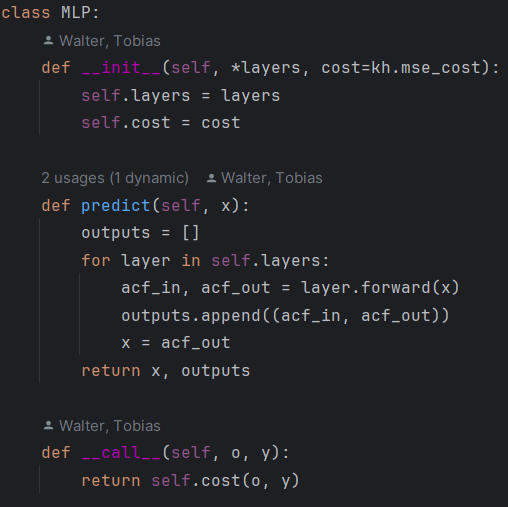 class MLP:
Walter, Tobias
    def __init__(self, *layers, cost=kh.mse_cost):
        self.layers = layers
        self.cost = cost
2 usages (1 dynamic) Walter, Tobias
    def predict(self, x):
        outputs = []
        for layer in self.layers:
            acf_in, acf_out = layer.forward(x)
            outputs.append((acf_in, acf_out))
            x = acf_out
        return x, outputs
Walter, Tobias
    def __call__(self, o, y):
        return self.cost(o, y)